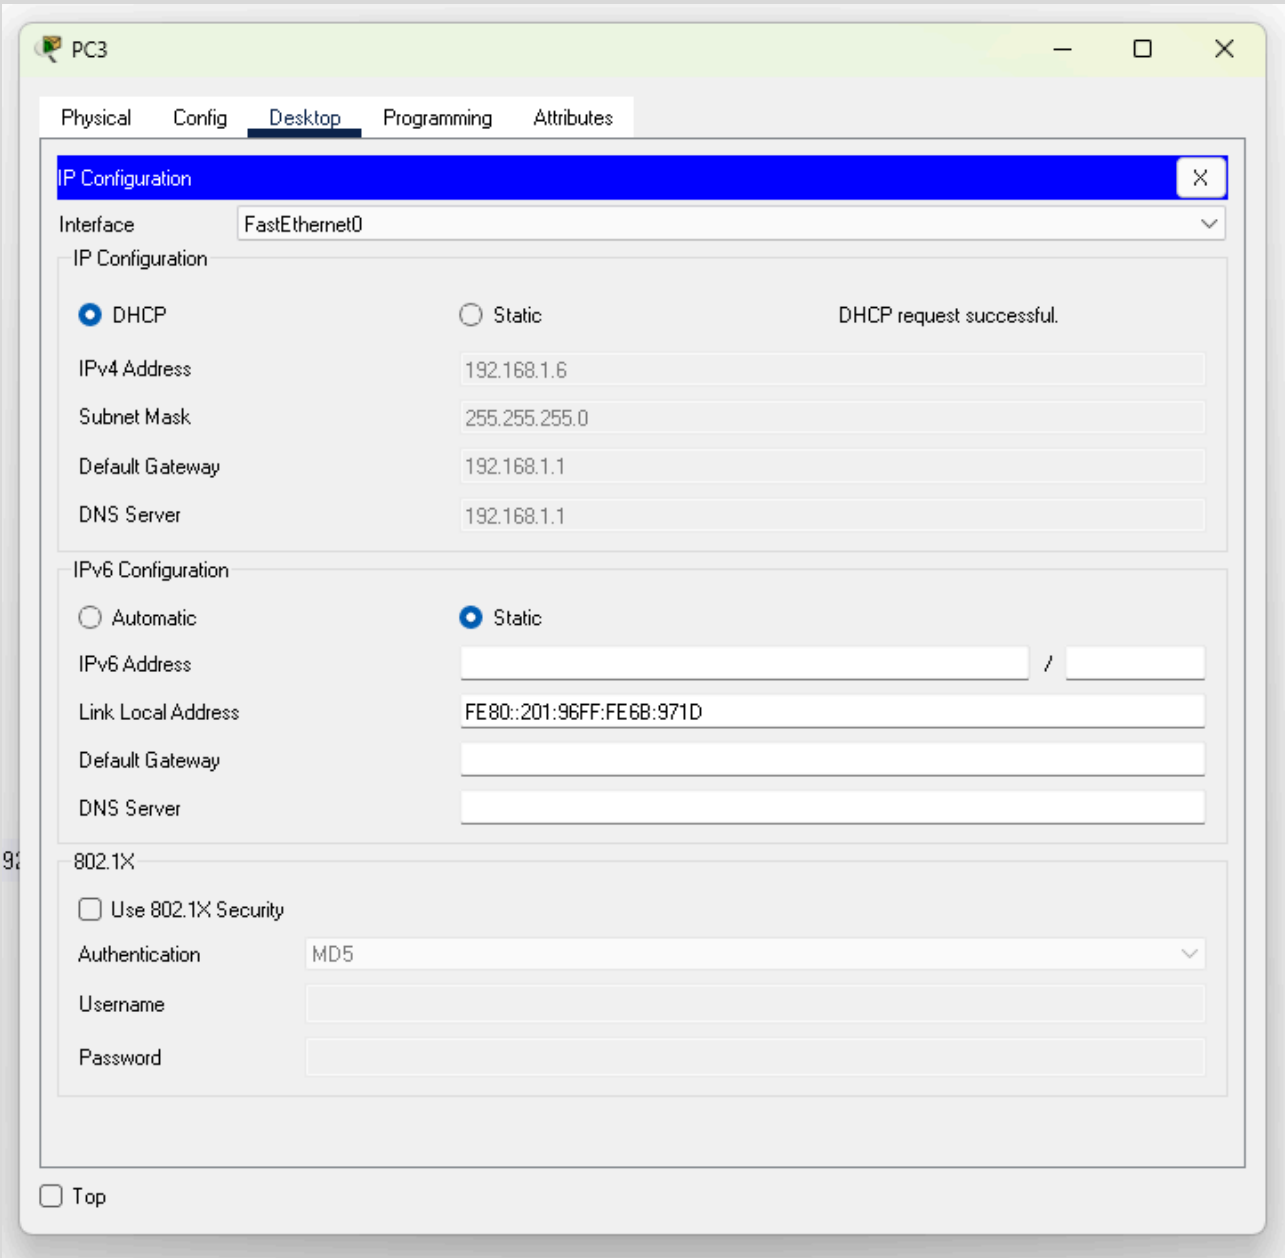 PC3
Physical Config Desktop Programming Attributes
IP Configuration X
Interface FastEthernet0
IP Configuration
DHCP Static DHCP request successful.
IPv4 Address 192.168.1.6
Subnet Mask 255.255.255.0
Default Gateway 192.168.1.1
DNS Server 192.168.1.1
IPv6 Configuration
Automatic Static
IPv6 Address /
Link Local Address FE80::201:96FF:FE6B:971D
Default Gateway
DNS Server
802.1X
Use 802.1X Security
Authentication MD5
Username
Password
Top